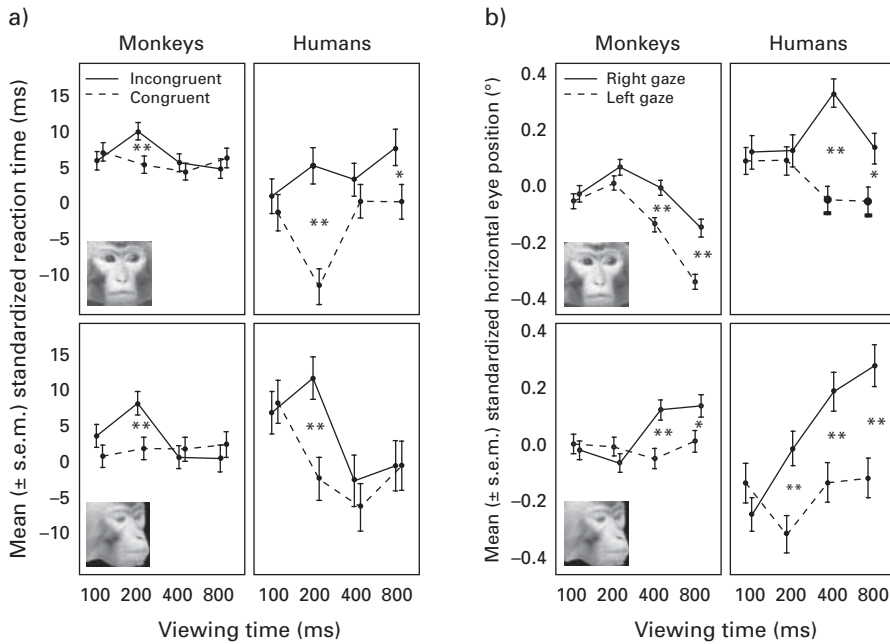 a)
Monkeys Humans
Mean (± s.e.m.) standardized reaction time (ms)
Incongruent
Congruent
15
10
5
0
−5
−10
**
**
*
15
10
5
0
−5
−10
**
**
100 200 400 800 100 200 400 800
Viewing time (ms)
b)
Monkeys Humans
Mean (± s.e.m.) standardized horizontal eye position (°)
Right gaze
Left gaze
0.4
0.2
0.0
−0.2
−0.4
**
**
**
*
0.4
0.2
0.0
−0.2
−0.4
**
*
**
**
**
100 200 400 800 100 200 400 800
Viewing time (ms)